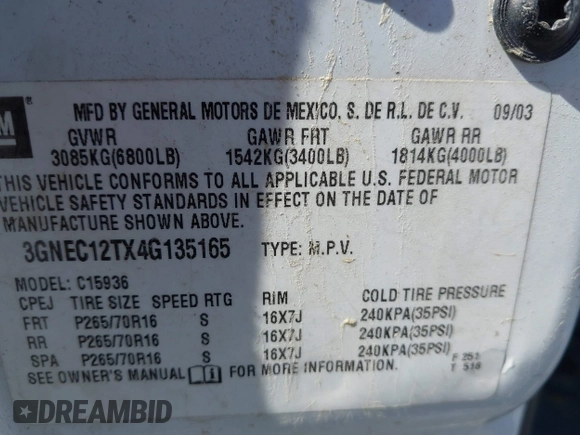 GM
®
MFD BY GENERAL MOTORS DE MEXICO, S. DE R.L. DE C.V. 09/03
GVWR GAWR FRT GAWR RR
3085KG(6800LB) 1542KG(3400LB) 1814KG(4000LB)
THIS VEHICLE CONFORMS TO ALL APPLICABLE U.S. FEDERAL MOTOR
VEHICLE SAFETY STANDARDS IN EFFECT ON THE DATE OF
MANUFACTURE SHOWN ABOVE.
3GNEC12TX4G135165 TYPE: M.P.V.
MODEL: C15936
CPEJ TIRE SIZE SPEED RTG RIM COLD TIRE PRESSURE
FRT P265/70R16 S 16X7J 240KPA(35PSI)
RR P265/70R16 S 16X7J 240KPA(35PSI)
SPA P265/70R16 S 16X7J 240KPA(35PSI)
SEE OWNER'S MANUAL i FOR MORE INFORMATION.
F 251
T 518
DREAMBID